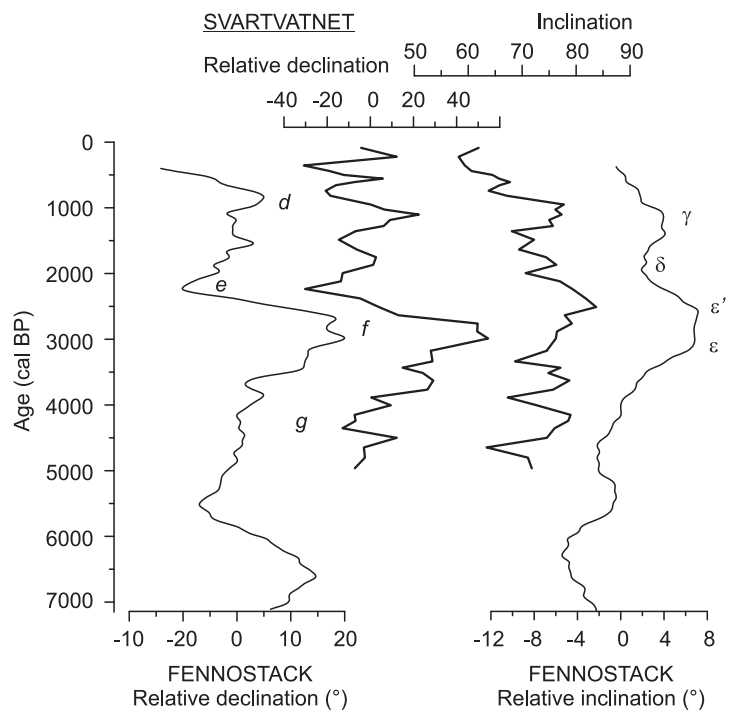 SVARTVATNET
Inclination
50 60 70 80 90
Relative declination
-40 -20 0 20 40
Age (cal BP)
0
1000
2000
3000
4000
5000
6000
7000
d
e
f
g
γ
δ
ε'
ε
-10 -20 0 10 20
FENNOSTACK
Relative declination (°)
-12 -8 -4 0 4 8
FENNOSTACK
Relative inclination (°)